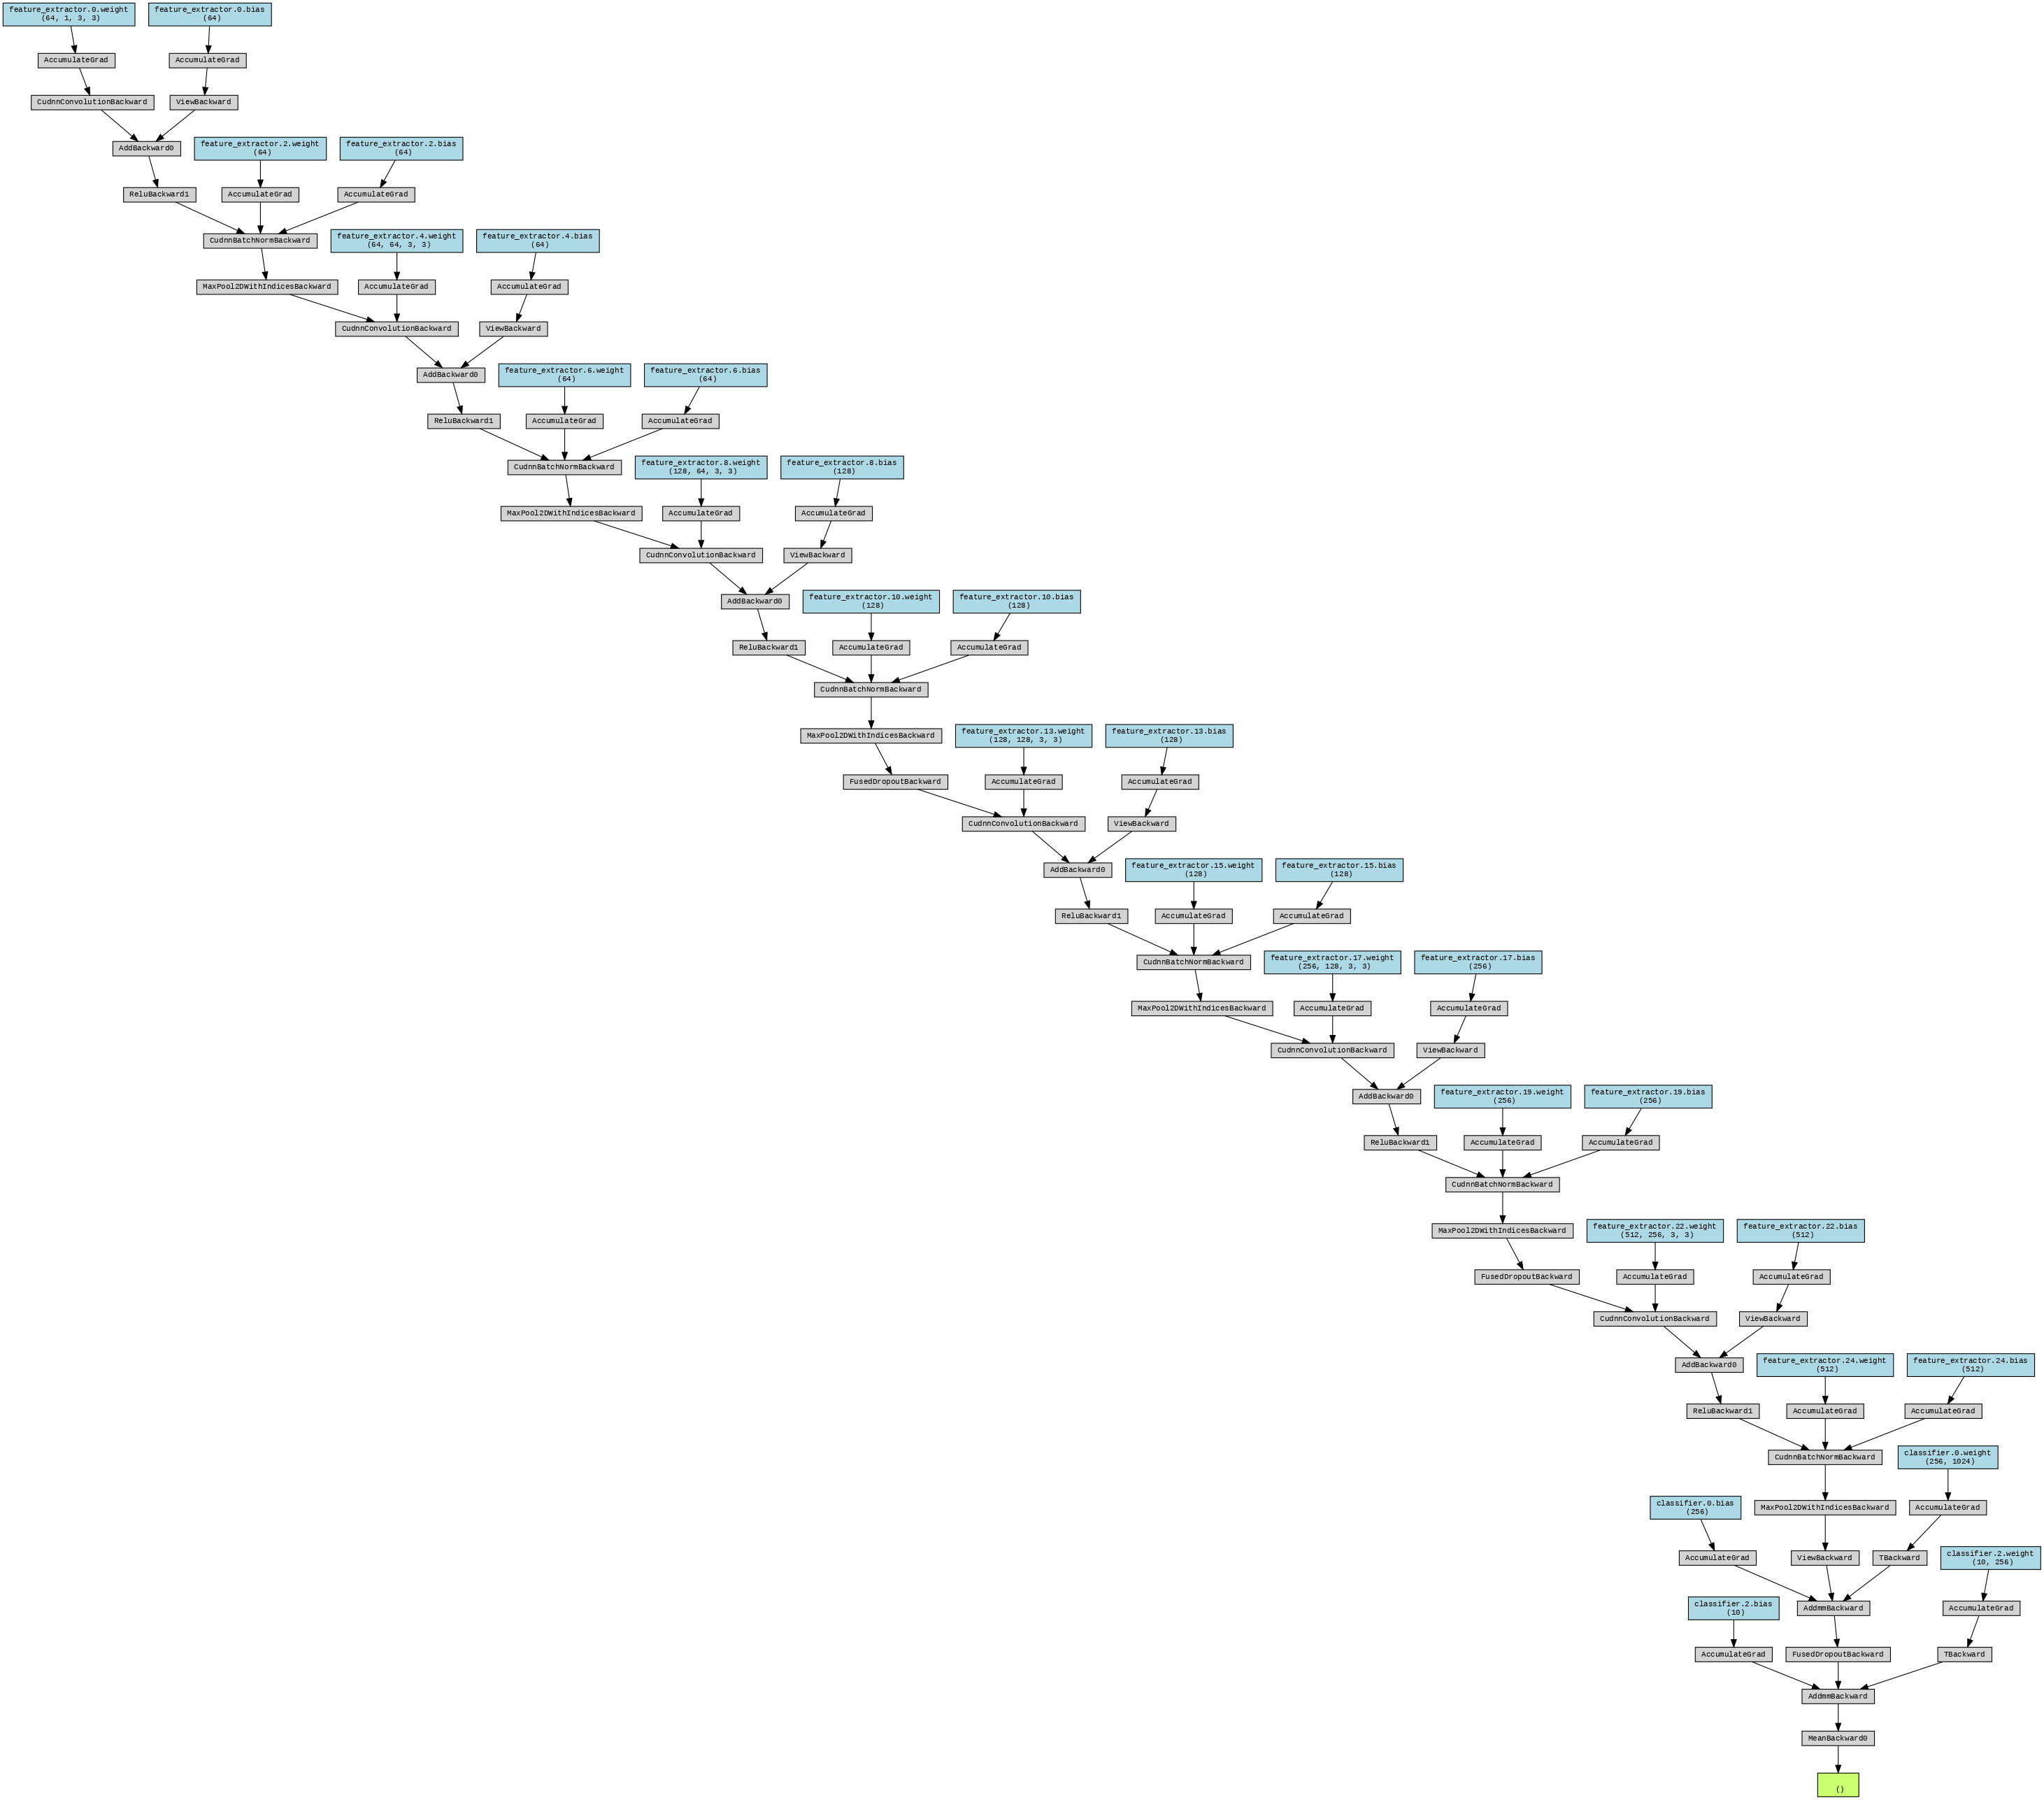 feature_extractor.0.weight
(64, 1, 3, 3)
feature_extractor.0.bias
(64)
AccumulateGrad
AccumulateGrad
CudnnConvolutionBackward
ViewBackward
AddBackward0
feature_extractor.2.weight
(64)
feature_extractor.2.bias
(64)
ReluBackward1
AccumulateGrad
AccumulateGrad
CudnnBatchNormBackward
feature_extractor.4.weight
(64, 64, 3, 3)
feature_extractor.4.bias
(64)
MaxPool2DWithIndicesBackward
AccumulateGrad
AccumulateGrad
CudnnConvolutionBackward
ViewBackward
AddBackward0
feature_extractor.6.weight
(64)
feature_extractor.6.bias
(64)
ReluBackward1
AccumulateGrad
AccumulateGrad
CudnnBatchNormBackward
feature_extractor.8.weight
(128, 64, 3, 3)
feature_extractor.8.bias
(128)
MaxPool2DWithIndicesBackward
AccumulateGrad
AccumulateGrad
CudnnConvolutionBackward
ViewBackward
AddBackward0
feature_extractor.10.weight
(128)
feature_extractor.10.bias
(128)
ReluBackward1
AccumulateGrad
AccumulateGrad
CudnnBatchNormBackward
MaxPool2DWithIndicesBackward
feature_extractor.13.weight
(128, 128, 3, 3)
feature_extractor.13.bias
(128)
FusedDropoutBackward
AccumulateGrad
AccumulateGrad
CudnnConvolutionBackward
ViewBackward
AddBackward0
feature_extractor.15.weight
(128)
feature_extractor.15.bias
(128)
ReluBackward1
AccumulateGrad
AccumulateGrad
CudnnBatchNormBackward
feature_extractor.17.weight
(256, 128, 3, 3)
feature_extractor.17.bias
(256)
MaxPool2DWithIndicesBackward
AccumulateGrad
AccumulateGrad
CudnnConvolutionBackward
ViewBackward
AddBackward0
feature_extractor.19.weight
(256)
feature_extractor.19.bias
(256)
ReluBackward1
AccumulateGrad
AccumulateGrad
CudnnBatchNormBackward
MaxPool2DWithIndicesBackward
feature_extractor.22.weight
(512, 256, 3, 3)
feature_extractor.22.bias
(512)
FusedDropoutBackward
AccumulateGrad
AccumulateGrad
CudnnConvolutionBackward
ViewBackward
AddBackward0
feature_extractor.24.weight
(512)
feature_extractor.24.bias
(512)
ReluBackward1
AccumulateGrad
AccumulateGrad
CudnnBatchNormBackward
classifier.0.weight
(256, 1024)
classifier.0.bias
(256)
MaxPool2DWithIndicesBackward
AccumulateGrad
AccumulateGrad
ViewBackward
TBackward
classifier.2.weight
(10, 256)
classifier.2.bias
(10)
AddmmBackward
AccumulateGrad
AccumulateGrad
FusedDropoutBackward
TBackward
AddmmBackward
MeanBackward0
()